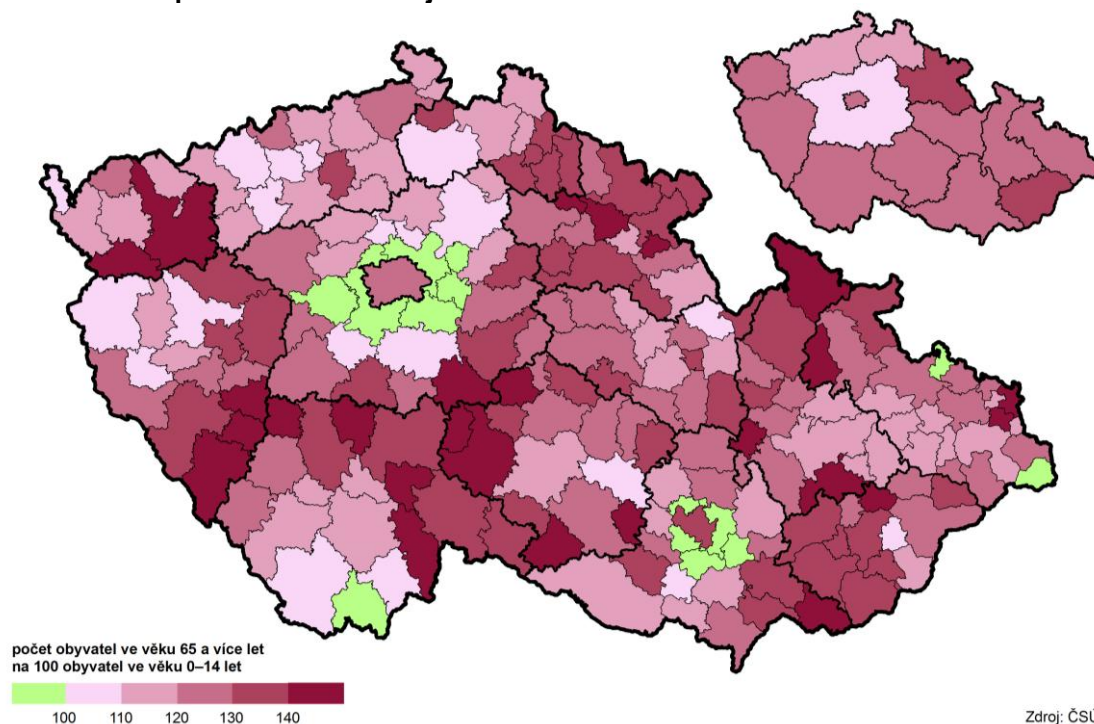 počet obyvatel ve věku 65 a více let
na 100 obyvatel ve věku 0–14 let
100 110 120 130 140
Zdroj: ČSÚ